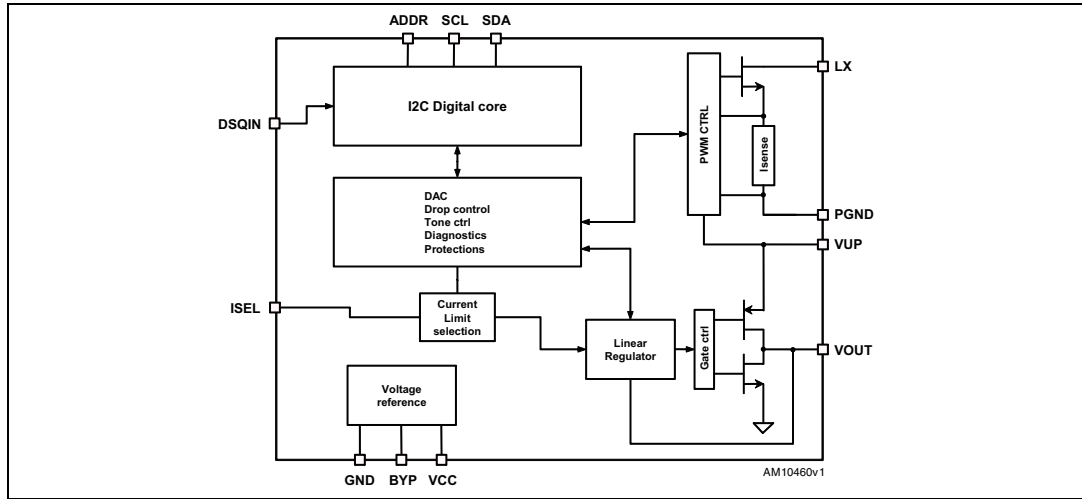 ADDR SCL SDA
LX
I2C Digital core
DSQIN
PWM CTRL
Isense
DAC
Drop control
Tone ctrl
Diagnostics
Protections
PGND
VUP
ISEL
Current
Limit
selection
Linear
Regulator
Gate ctrl
VOUT
Voltage
reference
GND BYP VCC
AM10460v1